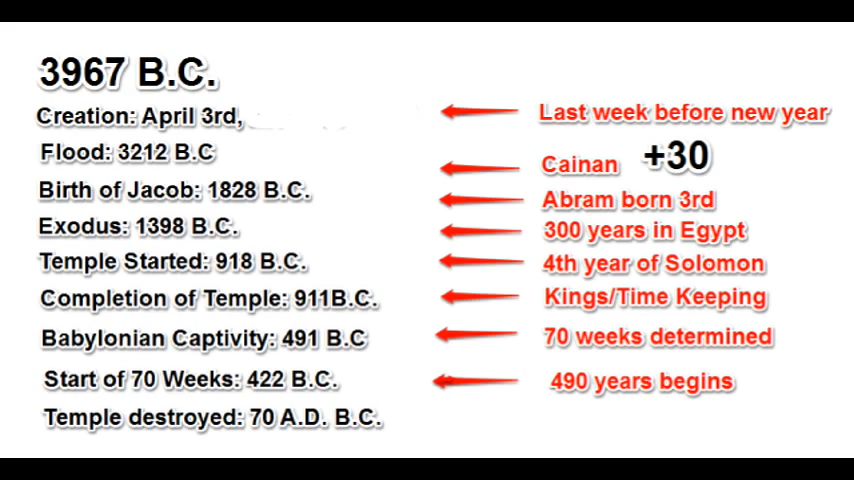 3967 B.C.
Creation: April 3rd,
Last week before new year
Flood: 3212 B.C
Cainan +30
Birth of Jacob: 1828 B.C.
Abram born 3rd
Exodus: 1398 B.C.
300 years in Egypt
Temple Started: 918 B.C.
4th year of Solomon
Completion of Temple: 911B.C.
Kings/Time Keeping
Babylonian Captivity: 491 B.C
70 weeks determined
Start of 70 Weeks: 422 B.C.
490 years begins
Temple destroyed: 70 A.D. B.C.